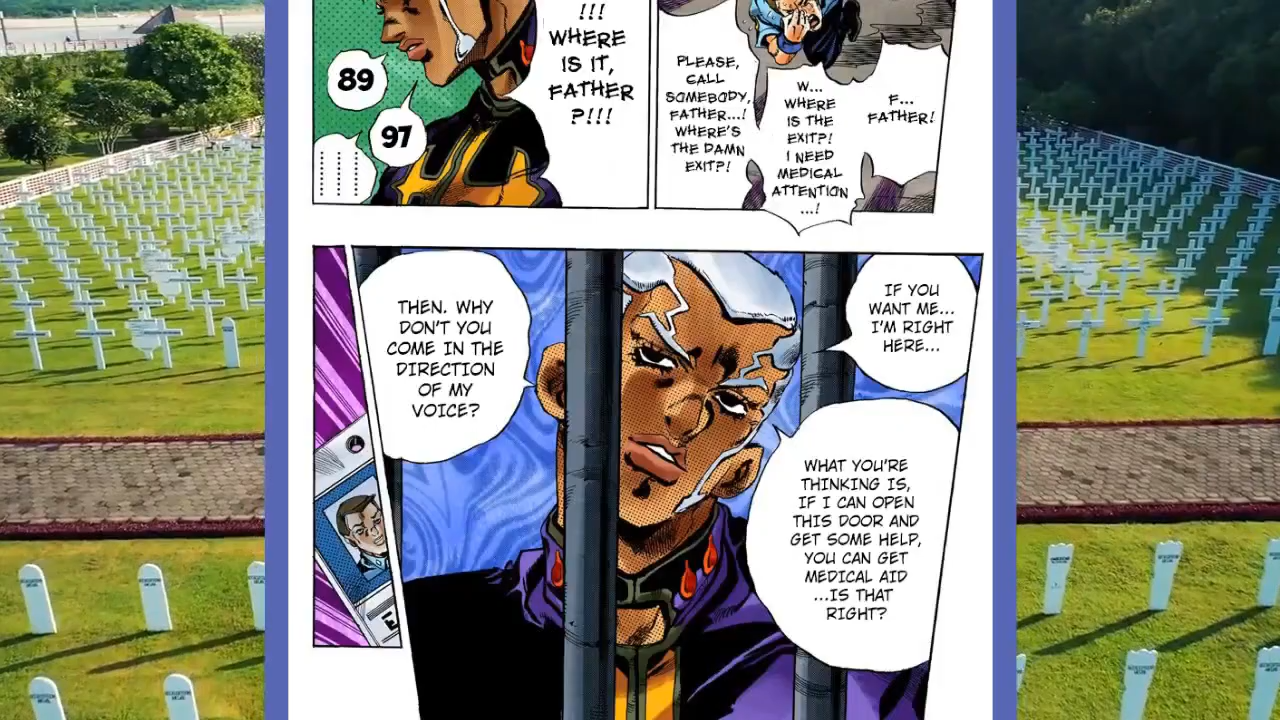 F...
FATHER!
W...
WHERE
IS THE
EXIT?!
I NEED
MEDICAL
ATTENTION
...!
PLEASE,
CALL
SOMEBODY,
FATHER...!
WHERE'S
THE DAMN
EXIT?!
!!!
WHERE
IS IT,
FATHER
?!!!
89
97
IF YOU
WANT ME...
I'M RIGHT
HERE...
WHAT YOU'RE
THINKING IS,
IF I CAN OPEN
THIS DOOR AND
GET SOME HELP,
YOU CAN GET
MEDICAL AID
...IS THAT
RIGHT?
THEN. WHY
DON'T YOU
COME IN THE
DIRECTION
OF MY
VOICE?